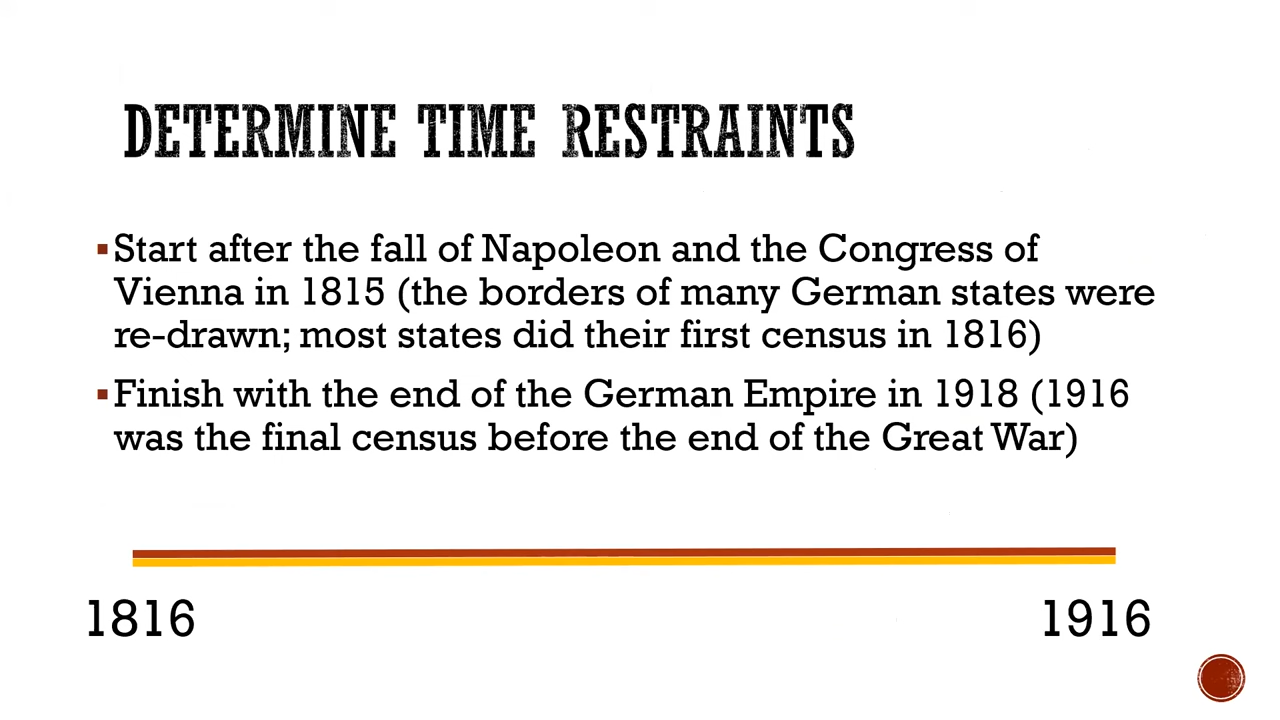 DETERMINE TIME RESTRAINTS
▪Start after the fall of Napoleon and the Congress of
Vienna in 1815 (the borders of many German states were
re-drawn; most states did their first census in 1816)
▪Finish with the end of the German Empire in 1918 (1916
was the final census before the end of the Great War)
1816 1916